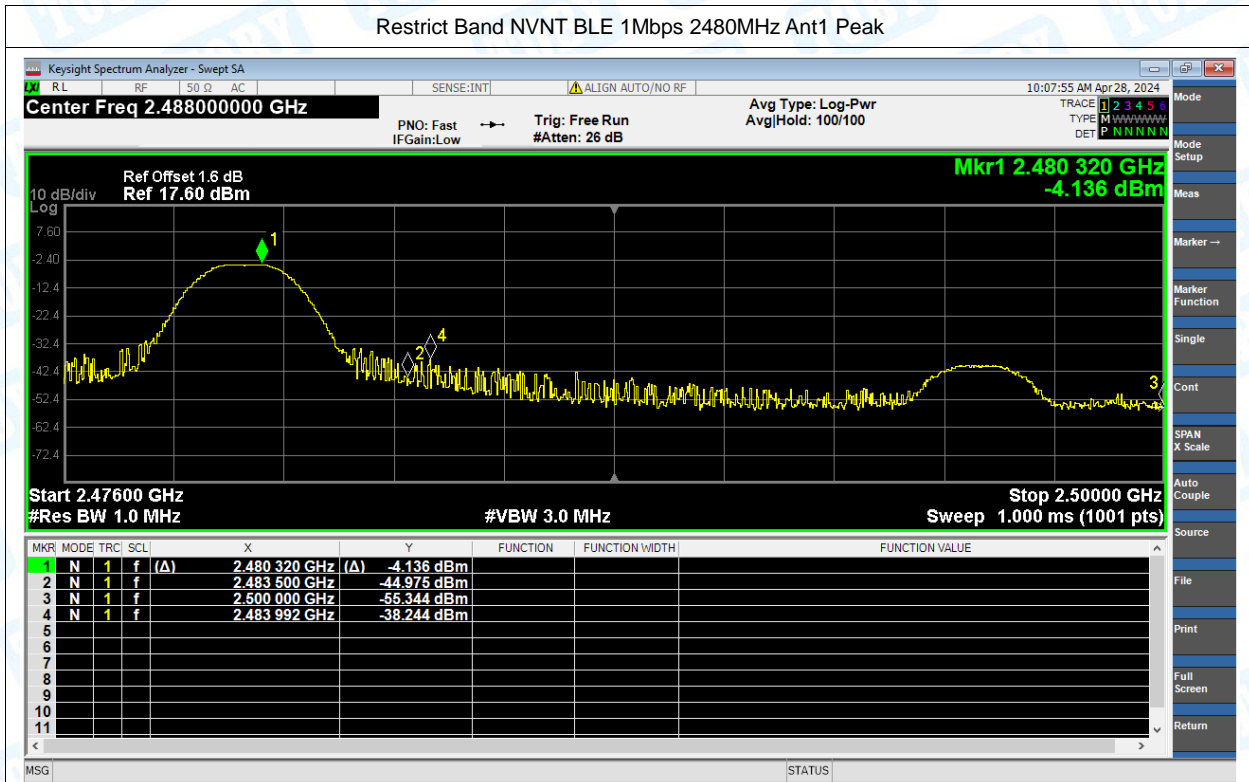 Restrict Band NVNT BLE 1Mbps 2480MHz Ant1 Peak
Keysight Spectrum Analyzer - Swept SA
LXI RL RF 50 Ω AC SENSE:INT ALIGN AUTO/NO RF 10:07:55 AM Apr 28, 2024
Center Freq 2.488000000 GHz
PNO: Fast
IFGain:Low
Trig: Free Run
#Atten: 26 dB
Avg Type: Log-Pwr
Avg|Hold: 100/100
TRACE 1 2 3 4 5 6
TYPE M WWWWW
DET P N N N N N
Ref Offset 1.6 dB
10 dB/div Ref 17.60 dBm
Log
Mkr1 2.480 320 GHz
-4.136 dBm
7.60
-2.40
-12.4
-22.4
-32.4
-42.4
-52.4
-62.4
-72.4
1
2
4
3
Start 2.47600 GHz Stop 2.50000 GHz
#Res BW 1.0 MHz #VBW 3.0 MHz Sweep 1.000 ms (1001 pts)
MKR MODE TRC SCL X Y FUNCTION FUNCTION WIDTH FUNCTION VALUE
1 N 1 f (Δ) 2.480 320 GHz (Δ) -4.136 dBm
2 N 1 f 2.483 500 GHz -44.975 dBm
3 N 1 f 2.500 000 GHz -55.344 dBm
4 N 1 f 2.483 992 GHz -38.244 dBm
5
6
7
8
9
10
11
MSG STATUS
Mode
Mode
Setup
Meas
Marker→
Marker
Function
Single
Cont
SPAN
X Scale
Auto
Couple
Source
File
Print
Full
Screen
Return